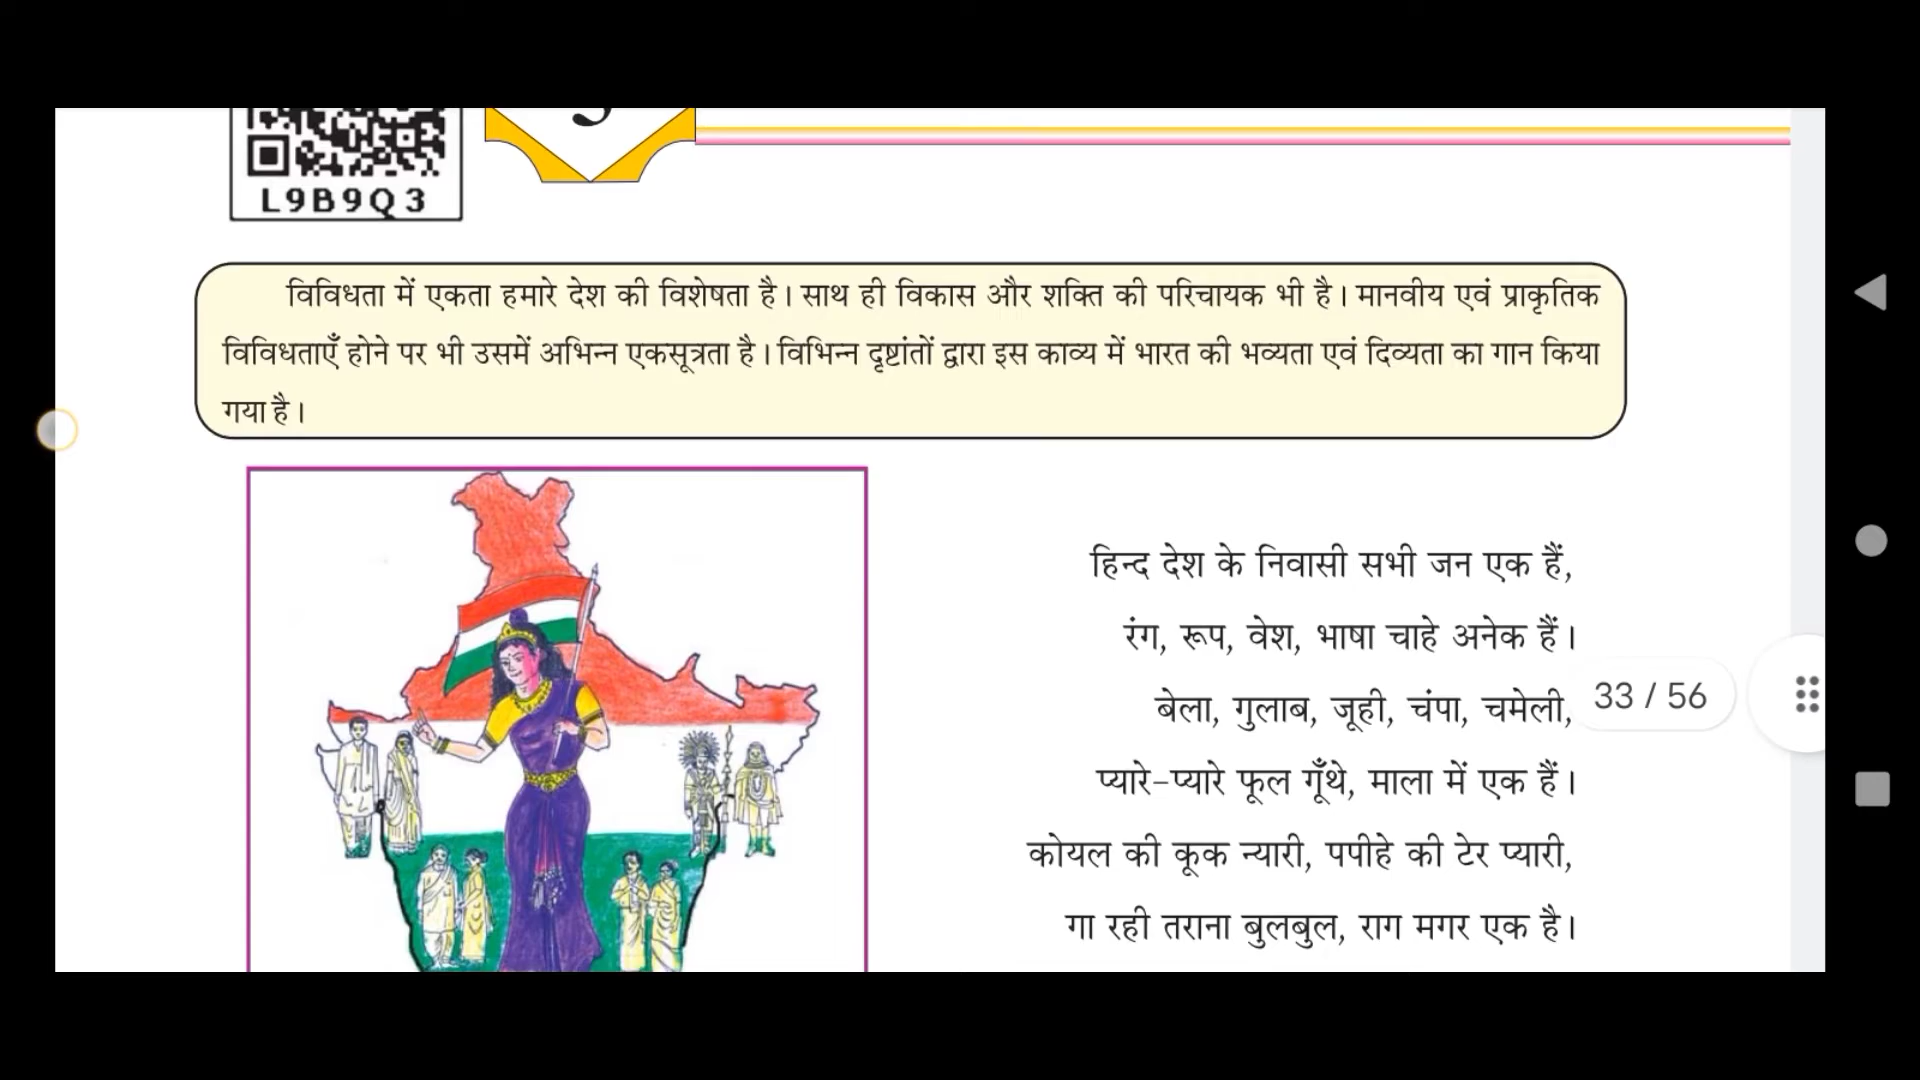 L9B9Q3
विविधता में एकता हमारे देश की विशेषता है। साथ ही विकास और शक्ति की परिचायक भी है। मानवीय एवं प्राकृतिक
विविधताएँ होने पर भी उसमें अभिन्न एकसूत्रता है। विभिन्न दृष्टांतों द्वारा इस काव्य में भारत की भव्यता एवं दिव्यता का गान किया
गया है।
हिन्द देश के निवासी सभी जन एक हैं,
रंग, रूप, वेश, भाषा चाहे अनेक हैं।
बेला, गुलाब, जूही, चंपा, चमेली,
33 / 56
प्यारे-प्यारे फूल गूँथे, माला में एक हैं।
कोयल की कूक न्यारी, पपीहे की टेर प्यारी,
गा रही तराना बुलबुल, राग मगर एक है।